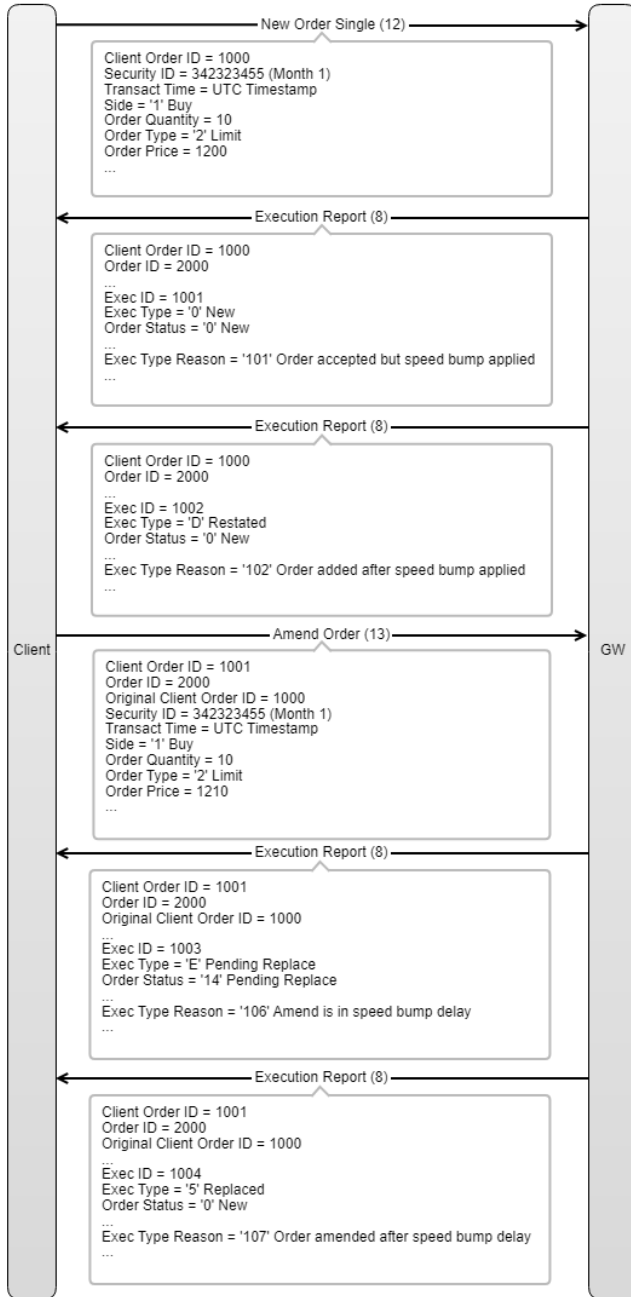 New Order Single (12)
Client Order ID = 1000
Security ID = 342323455 (Month 1)
Transact Time = UTC Timestamp
Side = '1' Buy
Order Quantity = 10
Order Type = '2' Limit
Order Price = 1200
...
Execution Report (8)
Client Order ID = 1000
Order ID = 2000
...
Exec ID = 1001
Exec Type = '0' New
Order Status = '0' New
...
Exec Type Reason = '101' Order accepted but speed bump applied
...
Execution Report (8)
Client Order ID = 1000
Order ID = 2000
...
Exec ID = 1002
Exec Type = 'D' Restated
Order Status = '0' New
...
Exec Type Reason = '102' Order added after speed bump applied
...
Amend Order (13)
Client
GW
Client Order ID = 1001
Order ID = 2000
Original Client Order ID = 1000
Security ID = 342323455 (Month 1)
Transact Time = UTC Timestamp
Side = '1' Buy
Order Quantity = 10
Order Type = '2' Limit
Order Price = 1210
...
Execution Report (8)
Client Order ID = 1001
Order ID = 2000
Original Client Order ID = 1000
...
Exec ID = 1003
Exec Type = 'E' Pending Replace
Order Status = '14' Pending Replace
...
Exec Type Reason = '106' Amend is in speed bump delay
...
Execution Report (8)
Client Order ID = 1001
Order ID = 2000
Original Client Order ID = 1000
...
Exec ID = 1004
Exec Type = '5' Replaced
Order Status = '0' New
...
Exec Type Reason = '107' Order amended after speed bump delay
...